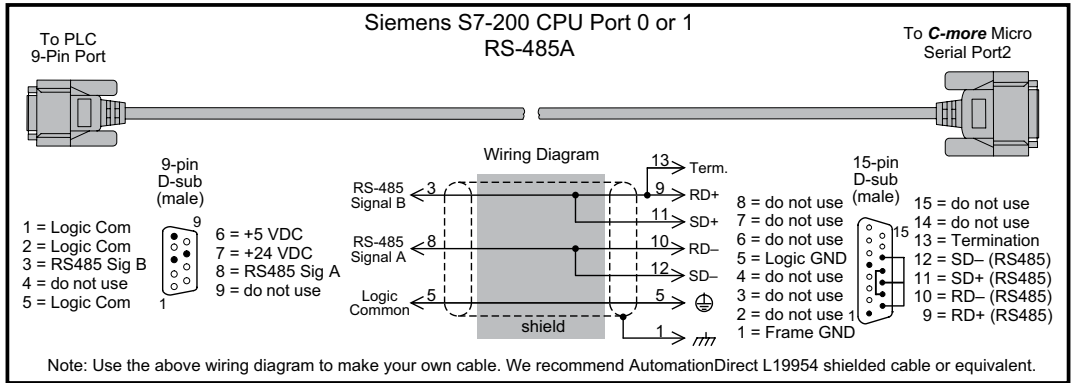 Siemens S7-200 CPU Port 0 or 1
RS-485A
To PLC
9-Pin Port
To C-more Micro
Serial Port2
9-pin
D-sub
(male)
9
1
1 = Logic Com
2 = Logic Com
3 = RS485 Sig B
4 = do not use
5 = Logic Com
6 = +5 VDC
7 = +24 VDC
8 = RS485 Sig A
9 = do not use
Wiring Diagram
13 Term.
RS-485
Signal B
3
9 RD+
11 SD+
RS-485
Signal A
8
10 RD–
12 SD–
Logic
Common
5
5
shield
1
8 = do not use
7 = do not use
6 = do not use
5 = Logic GND
4 = do not use
3 = do not use
2 = do not use
1 = Frame GND
15-pin
D-sub
(male)
15
1
15 = do not use
14 = do not use
13 = Termination
12 = SD– (RS485)
11 = SD+ (RS485)
10 = RD– (RS485)
9 = RD+ (RS485)
Note: Use the above wiring diagram to make your own cable. We recommend AutomationDirect L19954 shielded cable or equivalent.